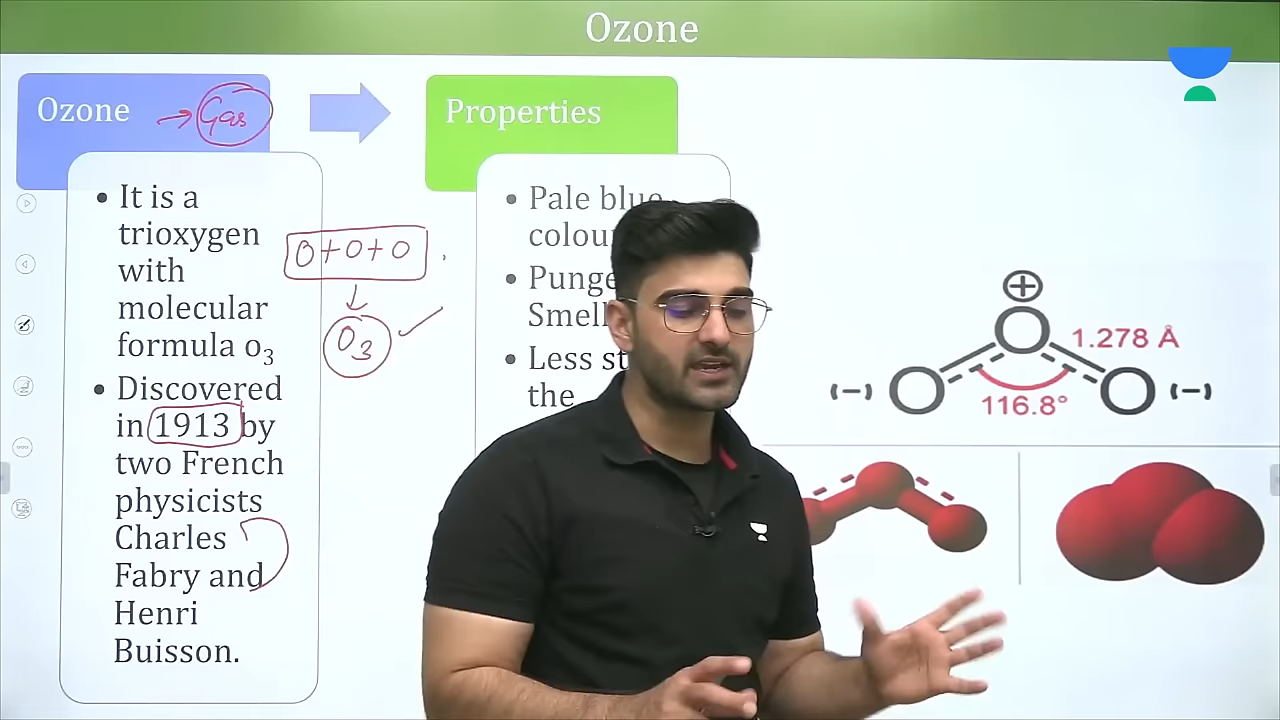 Ozone
Ozone → Gas
• It is a
trioxygen
with
molecular
formula o₃
• Discovered
in 1913 by
two French
physicists
Charles
Fabry and
Henri
Buisson.
O+O+O
↓
O₃ ✓
Properties
• Pale blue
colou
• Punge
Smell
• Less st
the
⊕
O
1.278 Å
(-) O
O (-)
116.8°